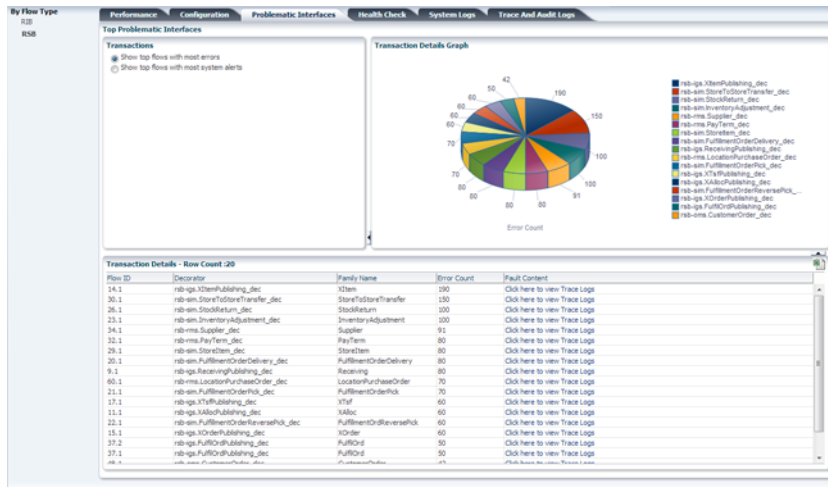 By Flow Type
RIB
RSB
Performance Configuration Problematic Interfaces Health Check System Logs Trace And Audit Logs
Top Problematic Interfaces
Transactions
Show top flows with most errors
Show top flows with most system alerts
Transaction Details Graph
42
50
60
60
60
60
70
70
80
80
80
80
91
100
100
150
190
Error Count
rsb-igs.XItemPublishing_dec
rsb-sim.StoreToStoreTransfer_dec
rsb-sim.StockReturn_dec
rsb-sim.InventoryAdjustment_dec
rsb-rms.Supplier_dec
rsb-rms.PayTerm_dec
rsb-sim.StoreItem_dec
rsb-sim.FulfillmentOrderDelivery_dec
rsb-igs.ReceivingPublishing_dec
rsb-rms.LocationPurchaseOrder_dec
rsb-sim.FulfillmentOrderPick_dec
rsb-igs.XTsfPublishing_dec
rsb-igs.XAllocPublishing_dec
rsb-sim.FulfillmentOrderReversePick_...
rsb-igs.XOrderPublishing_dec
rsb-igs.FulfilOrdPublishing_dec
rsb-oms.CustomerOrder_dec
Transaction Details - Row Count :20
Flow ID Decorator Family Name Error Count Fault Content
14.1 rsb-igs.XItemPublishing_dec XItem 190 Click here to view Trace Logs
30.1 rsb-sim.StoreToStoreTransfer_dec StoreToStoreTransfer 150 Click here to view Trace Logs
26.1 rsb-sim.StockReturn_dec StockReturn 100 Click here to view Trace Logs
23.1 rsb-sim.InventoryAdjustment_dec InventoryAdjustment 100 Click here to view Trace Logs
34.1 rsb-rms.Supplier_dec Supplier 91 Click here to view Trace Logs
32.1 rsb-rms.PayTerm_dec PayTerm 80 Click here to view Trace Logs
29.1 rsb-sim.StoreItem_dec StoreItem 80 Click here to view Trace Logs
20.1 rsb-sim.FulfillmentOrderDelivery_dec FulfillmentOrderDelivery 80 Click here to view Trace Logs
9.1 rsb-igs.ReceivingPublishing_dec Receiving 80 Click here to view Trace Logs
60.1 rsb-rms.LocationPurchaseOrder_dec LocationPurchaseOrder 70 Click here to view Trace Logs
21.1 rsb-sim.FulfillmentOrderPick_dec FulfillmentOrderPick 70 Click here to view Trace Logs
17.1 rsb-igs.XTsfPublishing_dec XTsf 60 Click here to view Trace Logs
11.1 rsb-igs.XAllocPublishing_dec XAlloc 60 Click here to view Trace Logs
22.1 rsb-sim.FulfillmentOrderReversePick_dec FulfillmentOrdReversePick 60 Click here to view Trace Logs
15.1 rsb-igs.XOrderPublishing_dec XOrder 60 Click here to view Trace Logs
37.2 rsb-igs.FulfilOrdPublishing_dec FulfilOrd 50 Click here to view Trace Logs
37.1 rsb-igs.FulfilOrdPublishing_dec FulfilOrd 50 Click here to view Trace Logs
rsb-oms.CustomerOrder_dec CustomerOrder 42 Click here to view Trace Logs